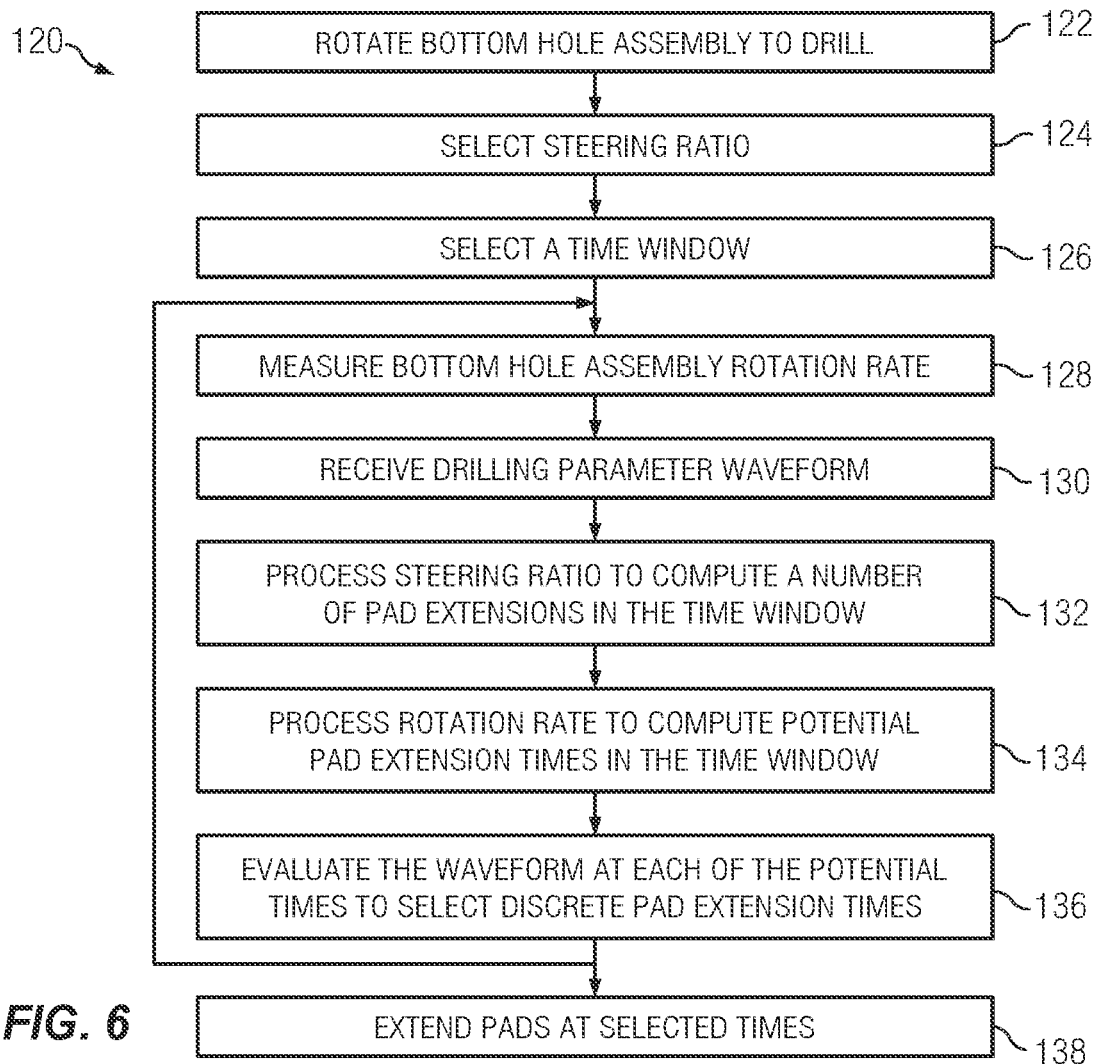 120
ROTATE BOTTOM HOLE ASSEMBLY TO DRILL
122
SELECT STEERING RATIO
124
SELECT A TIME WINDOW
126
MEASURE BOTTOM HOLE ASSEMBLY ROTATION RATE
128
RECEIVE DRILLING PARAMETER WAVEFORM
130
PROCESS STEERING RATIO TO COMPUTE A NUMBER
OF PAD EXTENSIONS IN THE TIME WINDOW
132
PROCESS ROTATION RATE TO COMPUTE POTENTIAL
PAD EXTENSION TIMES IN THE TIME WINDOW
134
EVALUATE THE WAVEFORM AT EACH OF THE POTENTIAL
TIMES TO SELECT DISCRETE PAD EXTENSION TIMES
136
EXTEND PADS AT SELECTED TIMES
138
FIG. 6